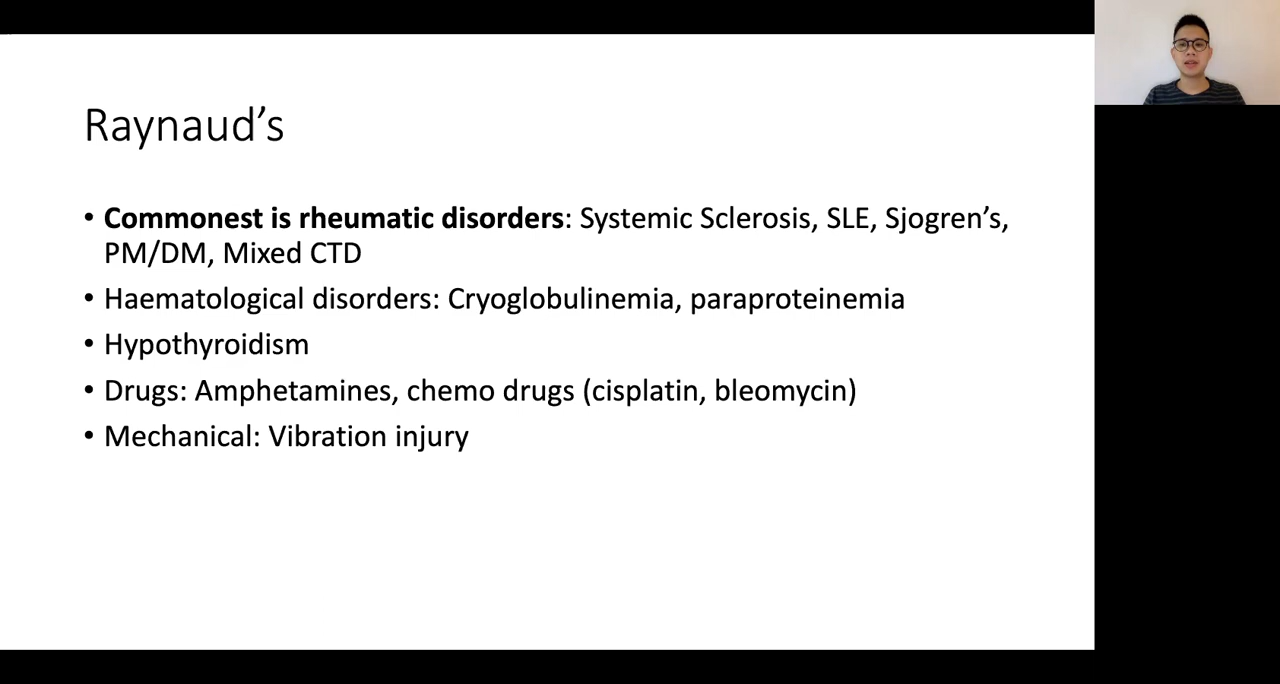 Raynaud's
• Commonest is rheumatic disorders: Systemic Sclerosis, SLE, Sjogren's,
PM/DM, Mixed CTD
• Haematological disorders: Cryoglobulinemia, paraproteinemia
• Hypothyroidism
• Drugs: Amphetamines, chemo drugs (cisplatin, bleomycin)
• Mechanical: Vibration injury